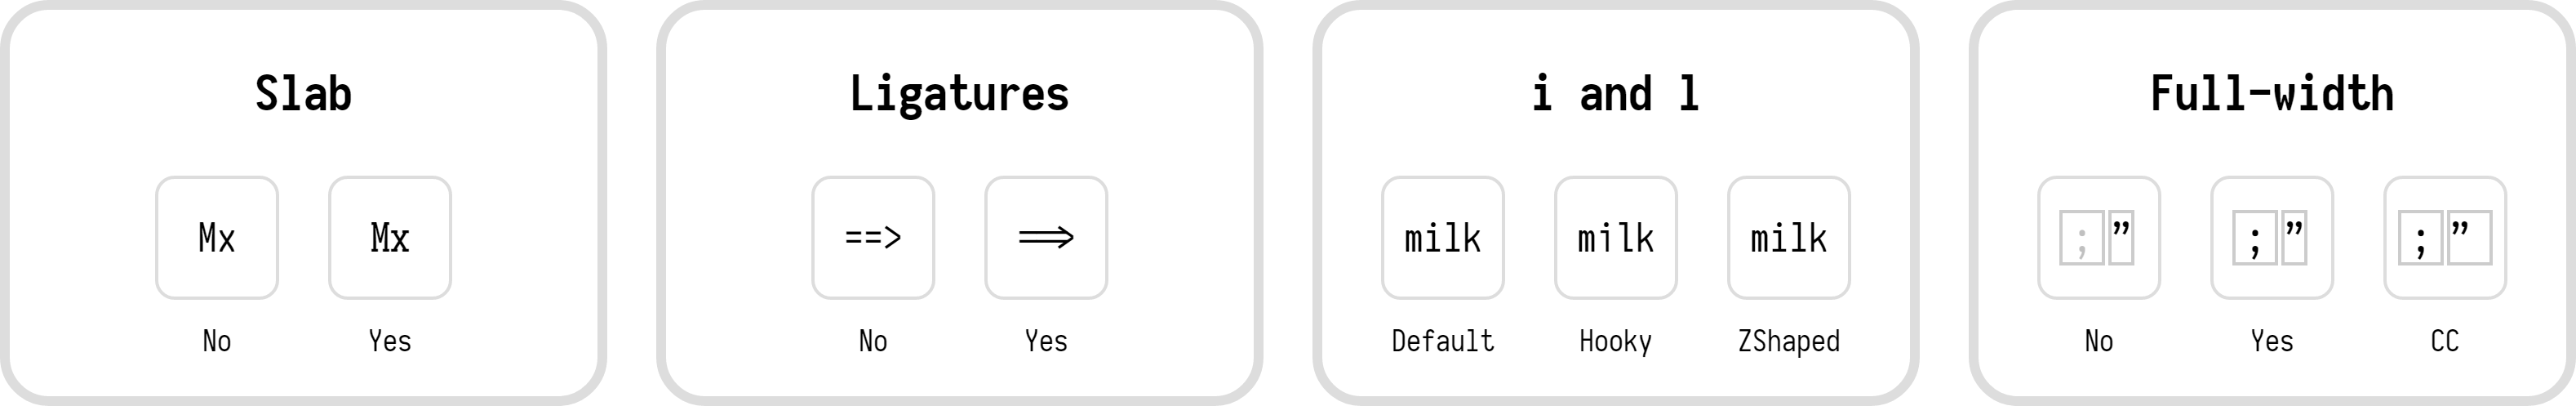 Slab
Mx Mx
No Yes
Ligatures
==> ==>
No Yes
i and l
milk milk milk
Default Hooky ZShaped
Full-width
; ” ; ” ; ”
No Yes CC